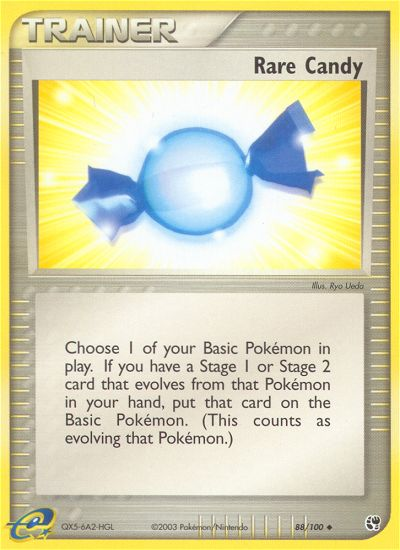 TRAINER
Rare Candy
Illus. Ryo Ueda
Choose 1 of your Basic Pokémon in
play. If you have a Stage 1 or Stage 2
card that evolves from that Pokémon
in your hand, put that card on the
Basic Pokémon. (This counts as
evolving that Pokémon.)
e QX5-6A2-HGL ©2003 Pokémon/Nintendo 88/100 ◆